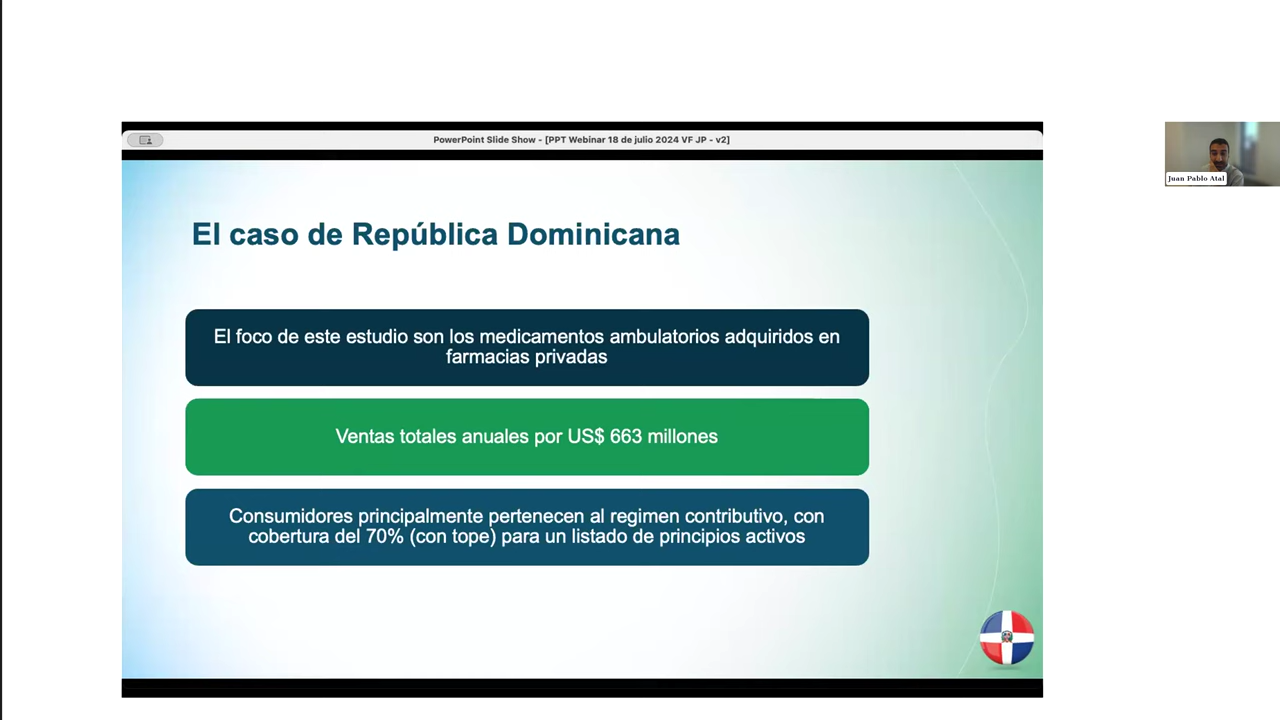 PowerPoint Slide Show - [PPT Webinar 18 de julio 2024 VF JP - v2]
Juan Pablo Atal
El caso de República Dominicana
El foco de este estudio son los medicamentos ambulatorios adquiridos en
farmacias privadas
Ventas totales anuales por US$ 663 millones
Consumidores principalmente pertenecen al regimen contributivo, con
cobertura del 70% (con tope) para un listado de principios activos